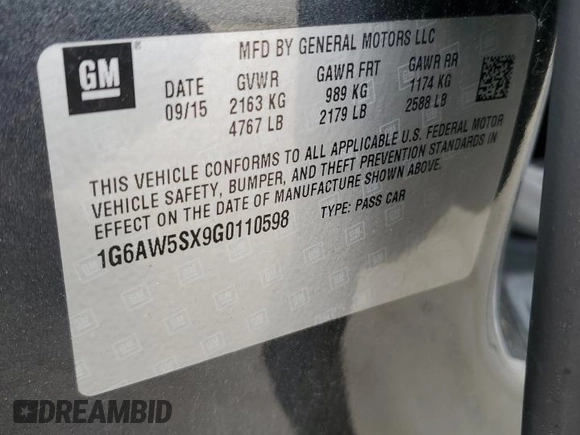 MFD BY GENERAL MOTORS LLC
GM
DATE GVWR GAWR FRT GAWR RR
09/15 2163 KG 989 KG 1174 KG
4767 LB 2179 LB 2588 LB
THIS VEHICLE CONFORMS TO ALL APPLICABLE U.S. FEDERAL MOTOR
VEHICLE SAFETY, BUMPER, AND THEFT PREVENTION STANDARDS IN
EFFECT ON THE DATE OF MANUFACTURE SHOWN ABOVE.
1G6AW5SX9G0110598 TYPE: PASS CAR
DREAMBID